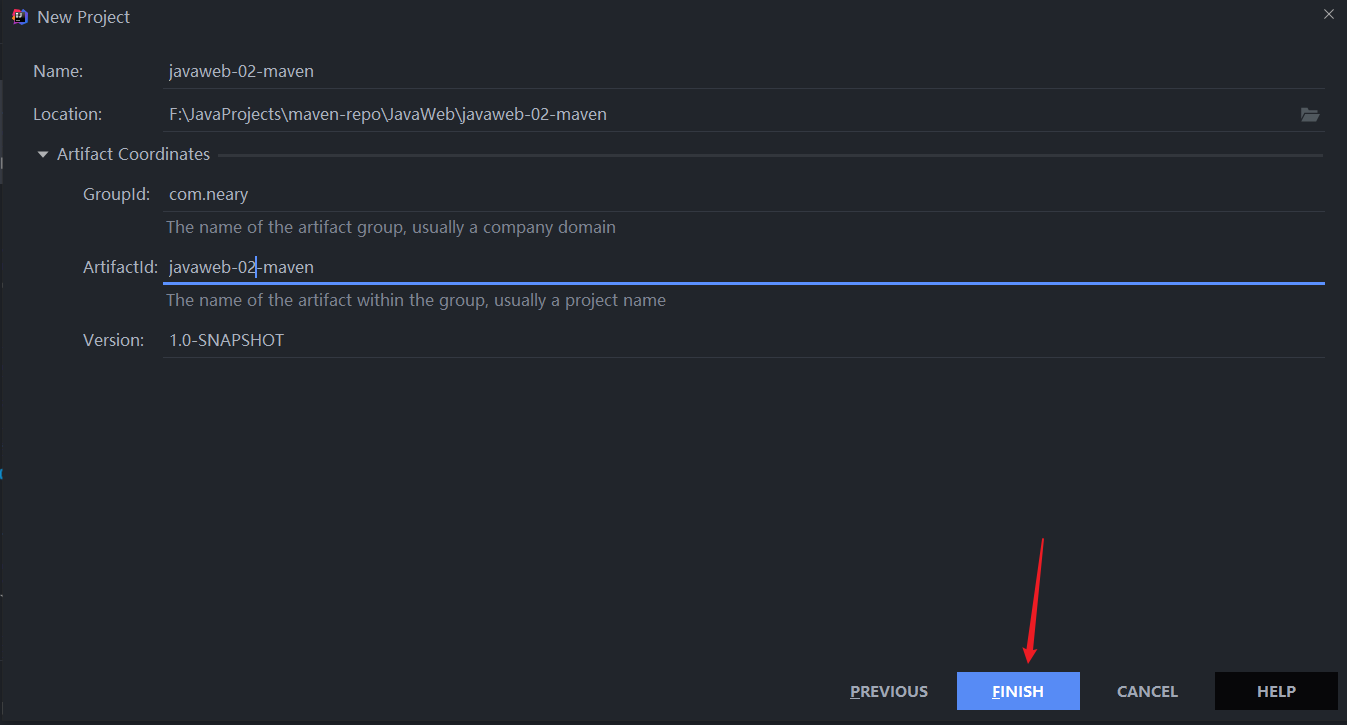 New Project
Name: javaweb-02-maven
Location: F:\JavaProjects\maven-repo\JavaWeb\javaweb-02-maven
Artifact Coordinates
GroupId: com.neary
The name of the artifact group, usually a company domain
ArtifactId: javaweb-02-maven
The name of the artifact within the group, usually a project name
Version: 1.0-SNAPSHOT
PREVIOUS FINISH CANCEL HELP